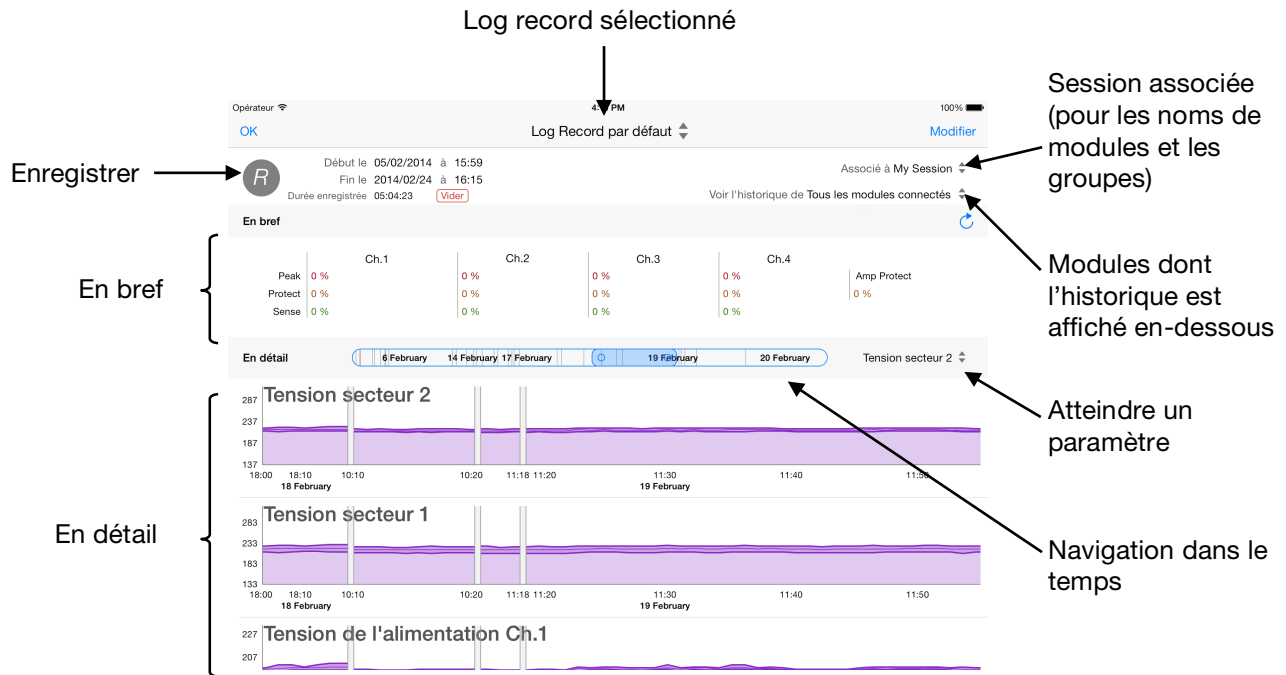 Log record sélectionné
Session associée
(pour les noms de
modules et les
groupes)
Opérateur
PM
100%
OK
Log Record par défaut
Modifier
Enregistrer
R
Début le 05/02/2014 à 15:59
Associé à My Session
Fin le 2014/02/24 à 16:15
Durée enregistrée 05:04:23 Vider
Voir l'historique de Tous les modules connectés
En bref
Modules dont
l’historique est
affiché en-dessous
En bref
Ch.1 Ch.2 Ch.3 Ch.4
Peak 0 % 0 % 0 % 0 % Amp Protect
Protect 0 % 0 % 0 % 0 % 0 %
Sense 0 % 0 % 0 % 0 %
En détail
6 February 14 February 17 February 19 February 20 February
Tension secteur 2
Atteindre un
paramètre
Tension secteur 2
287
237
187
137
18:00 18:10 10:10 10:20 11:18 11:20 11:30 11:40 11:50
18 February 19 February
En détail
Tension secteur 1
283
233
183
133
18:00 18:10 10:10 10:20 11:18 11:20 11:30 11:40 11:50
18 February 19 February
Navigation dans le
temps
Tension de l'alimentation Ch.1
227
207